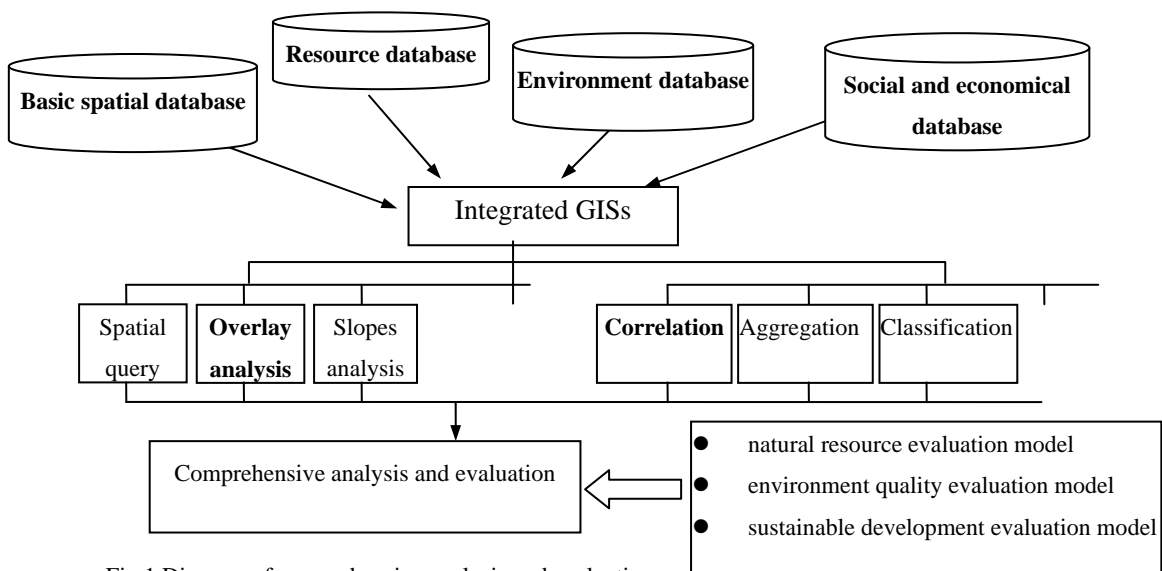 Resource database
Basic spatial database
Environment database
Social and economical
database
Integrated GISs
Spatial
query
Overlay
analysis
Slopes
analysis
Correlation
Aggregation
Classification
Comprehensive analysis and evaluation
● natural resource evaluation model
● environment quality evaluation model
● sustainable development evaluation model